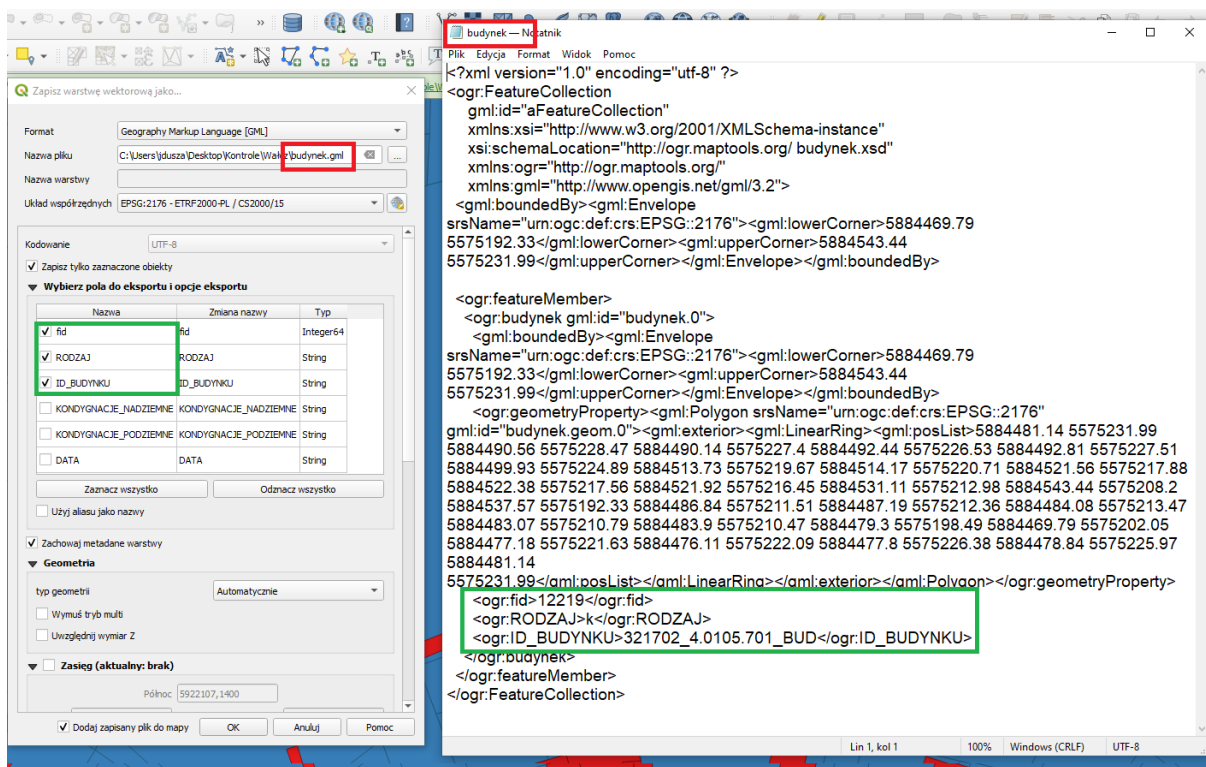 Zapisz warstwę wektorową jako...
Format
Geography Markup Language [GML]
Nazwa pliku
C:\Users\jdusza\Desktop\Kontrole\Wałcz\budynek.gml
...
Nazwa warstwy
Układ współrzędnych
EPSG:2176 - ETRF2000-PL / CS2000/15
Kodowanie
UTF-8
Zapisz tylko zaznaczone obiekty
Wybierz pola do eksportu i opcje eksportu
Nazwa Zmiana nazwy Typ
fid fid Integer64
RODZAJ RODZAJ String
ID_BUDYNKU ID_BUDYNKU String
KONDYGNACJE_NADZIEMNE KONDYGNACJE_NADZIEMNE String
KONDYGNACJE_PODZIEMNE KONDYGNACJE_PODZIEMNE String
DATA DATA String
Zaznacz wszystko Odznacz wszystko
Użyj aliasu jako nazwy
Zachowaj metadane warstwy
Geometria
typ geometrii
Automatycznie
Wymuś tryb multi
Uwzględnij wymiar Z
Zasięg (aktualny: brak)
Północ 5922107,1400
Dodaj zapisany plik do mapy OK Anuluj Pomoc
budynek — Notatnik
Plik Edycja Format Widok Pomoc
<?xml version="1.0" encoding="utf-8" ?>
<ogr:FeatureCollection
gml:id="aFeatureCollection"
xmlns:xsi="http://www.w3.org/2001/XMLSchema-instance"
xsi:schemaLocation="http://ogr.maptools.org/ budynek.xsd"
xmlns:ogr="http://ogr.maptools.org/"
xmlns:gml="http://www.opengis.net/gml/3.2">
<gml:boundedBy><gml:Envelope
srsName="urn:ogc:def:crs:EPSG::2176"><gml:lowerCorner>5884469.79
5575192.33</gml:lowerCorner><gml:upperCorner>5884543.44
5575231.99</gml:upperCorner></gml:Envelope></gml:boundedBy>
<ogr:featureMember>
<ogr:budynek gml:id="budynek.0">
<gml:boundedBy><gml:Envelope
srsName="urn:ogc:def:crs:EPSG::2176"><gml:lowerCorner>5884469.79
5575192.33</gml:lowerCorner><gml:upperCorner>5884543.44
5575231.99</gml:upperCorner></gml:Envelope></gml:boundedBy>
<ogr:geometryProperty><gml:Polygon srsName="urn:ogc:def:crs:EPSG::2176"
gml:id="budynek.geom.0"><gml:exterior><gml:LinearRing><gml:posList>5884481.14 5575231.99
5884490.56 5575228.47 5884490.14 5575227.4 5884492.44 5575226.53 5884492.81 5575227.51
5884499.93 5575224.89 5884513.73 5575219.67 5884514.17 5575220.71 5884521.56 5575217.88
5884522.38 5575217.56 5884521.92 5575216.45 5884531.11 5575212.98 5884543.44 5575208.2
5884537.57 5575192.33 5884486.84 5575211.51 5884487.19 5575212.36 5884484.08 5575213.47
5884483.07 5575210.79 5884483.9 5575210.47 5884479.3 5575198.49 5884469.79 5575202.05
5884477.18 5575221.63 5884476.11 5575222.09 5884477.8 5575226.38 5884478.84 5575225.97
5884481.14
5575231.99</gml:posList></gml:LinearRing></gml:exterior></gml:Polygon></ogr:geometryProperty>
<ogr:fid>12219</ogr:fid>
<ogr:RODZAJ>k</ogr:RODZAJ>
<ogr:ID_BUDYNKU>321702_4.0105.701_BUD</ogr:ID_BUDYNKU>
</ogr:budynek>
</ogr:featureMember>
</ogr:FeatureCollection>
Lin 1, kol 1 100% Windows (CRLF) UTF-8